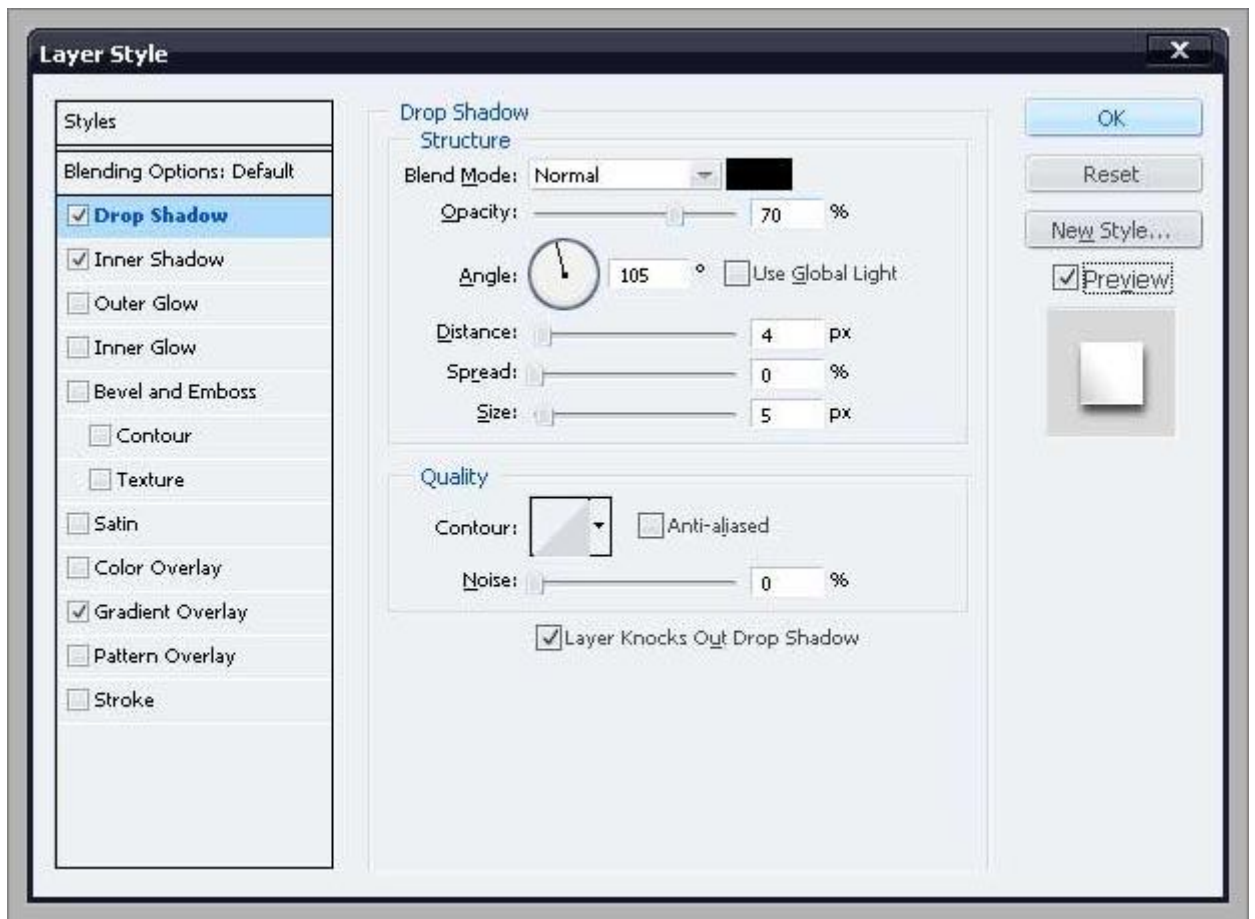 Layer Style
X
Styles
Blending Options: Default
Drop Shadow
Inner Shadow
Outer Glow
Inner Glow
Bevel and Emboss
Contour
Texture
Satin
Color Overlay
Gradient Overlay
Pattern Overlay
Stroke
Drop Shadow
Structure
Blend Mode: Normal
Opacity: 70 %
Angle: 105 ° Use Global Light
Distance: 4 px
Spread: 0 %
Size: 5 px
Quality
Contour: Anti-aliased
Noise: 0 %
Layer Knocks Out Drop Shadow
OK
Reset
New Style...
Preview